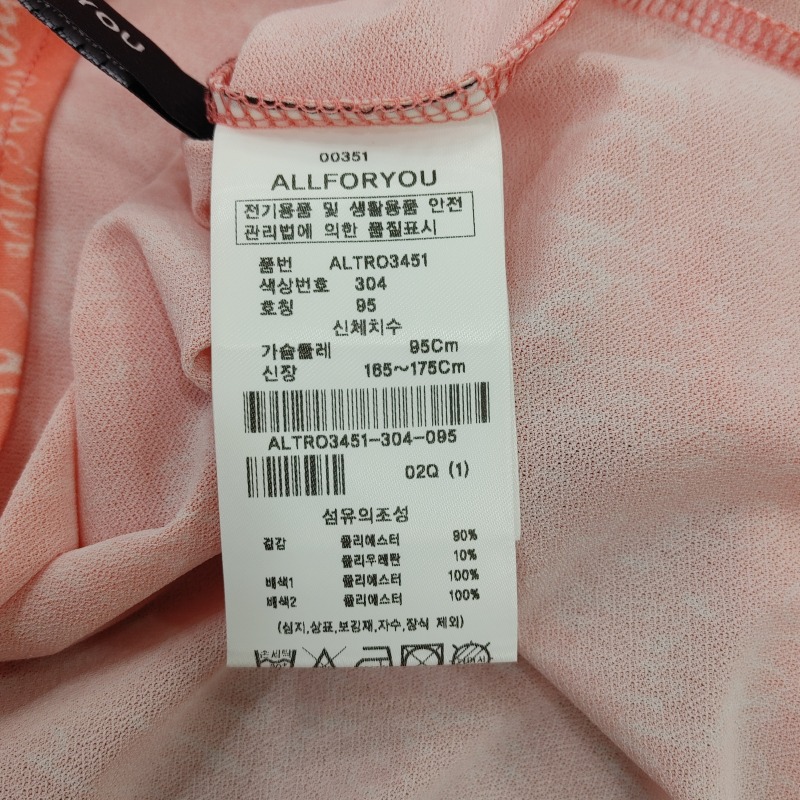 YOU
00351
ALLFORYOU
전기용품 및 생활용품 안전
관리법에 의한 품질표시
품번 ALTRO3451
색상번호 304
호칭 95
신체치수
가슴둘레 95Cm
신장 165~175Cm
ALTRO3451-304-095
02Q (1)
섬유의조성
겉감 폴리에스터 90%
폴리우레탄 10%
배색1 폴리에스터 100%
배색2 폴리에스터 100%
(심지,상표,보강재,자수,장식 제외)
손세탁